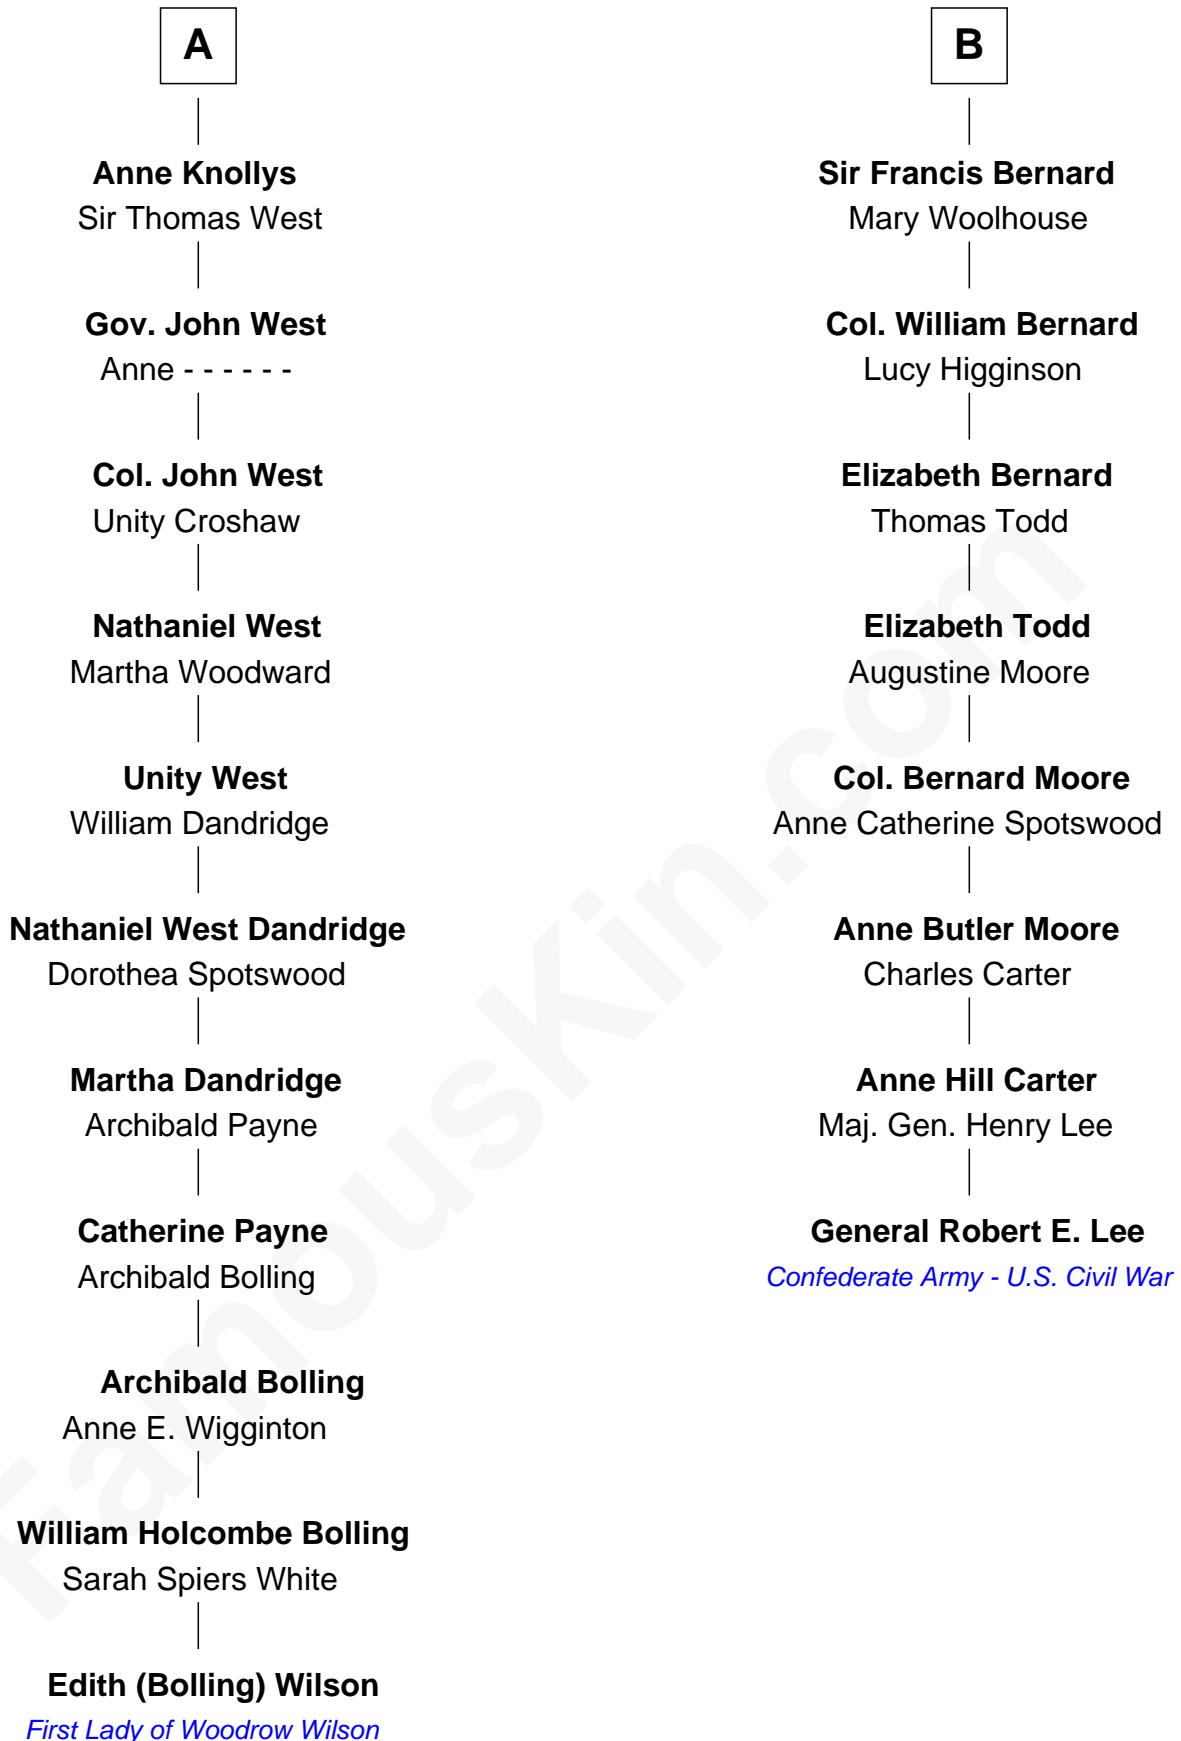 A
Anne Knollys
Sir Thomas West
Gov. John West
Anne - - - - - -
Col. John West
Unity Croshaw
Nathaniel West
Martha Woodward
Unity West
William Dandridge
Nathaniel West Dandridge
Dorothea Spotswood
Martha Dandridge
Archibald Payne
Catherine Payne
Archibald Bolling
Archibald Bolling
Anne E. Wigginton
William Holcombe Bolling
Sarah Spiers White
Edith (Bolling) Wilson
First Lady of Woodrow Wilson
B
Sir Francis Bernard
Mary Woolhouse
Col. William Bernard
Lucy Higginson
Elizabeth Bernard
Thomas Todd
Elizabeth Todd
Augustine Moore
Col. Bernard Moore
Anne Catherine Spotswood
Anne Butler Moore
Charles Carter
Anne Hill Carter
Maj. Gen. Henry Lee
General Robert E. Lee
Confederate Army - U.S. Civil War
FamousKin.com